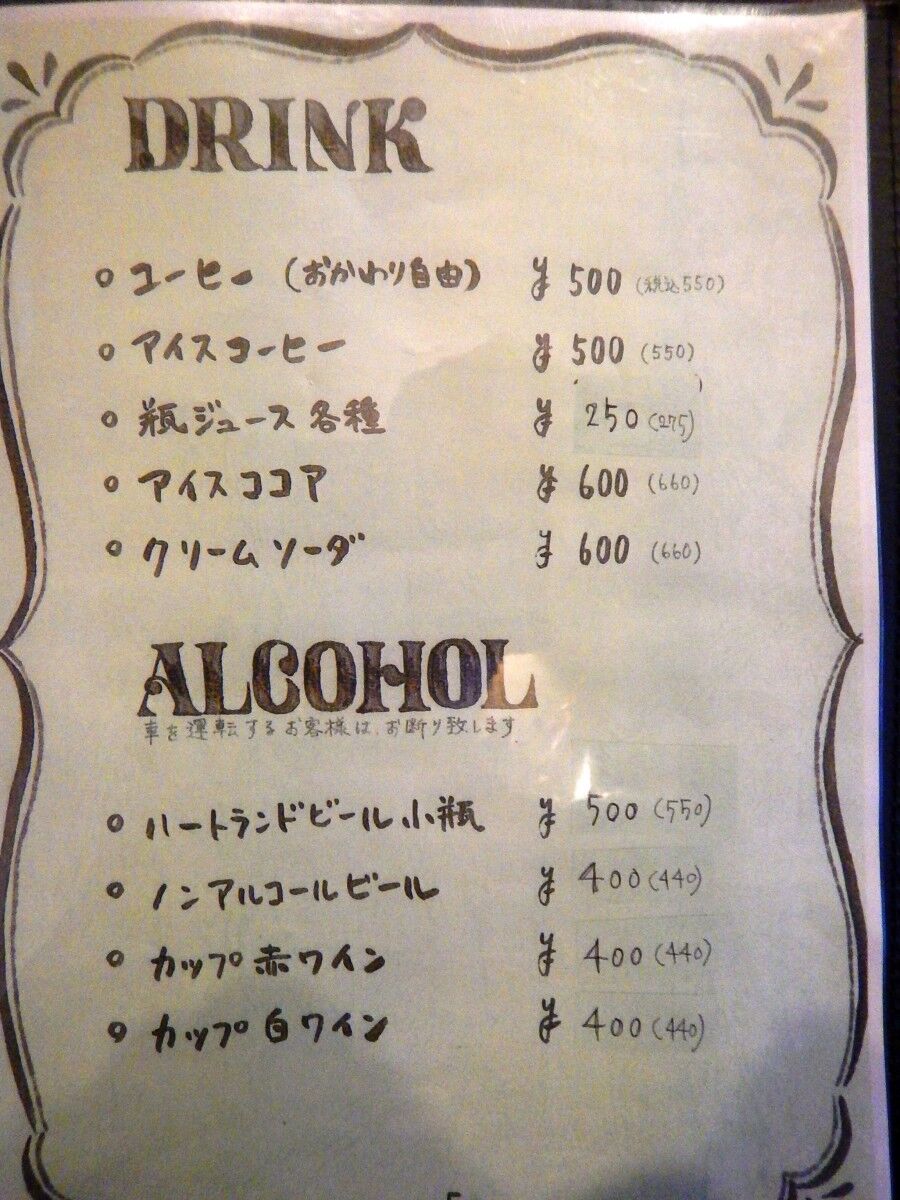 DRINK
コーヒー (おかわり自由) ¥ 500 (税込550)
アイスコーヒー ¥ 500 (550)
瓶ジュース各種 ¥ 250 (275)
アイスココア ¥ 600 (660)
クリームソーダ ¥ 600 (660)
ALCOHOL
車を運転するお客様は、お断り致します
ハートランドビール小瓶 ¥ 500 (550)
ノンアルコールビール ¥ 400 (440)
カップ赤ワイン ¥ 400 (440)
カップ白ワイン ¥ 400 (440)